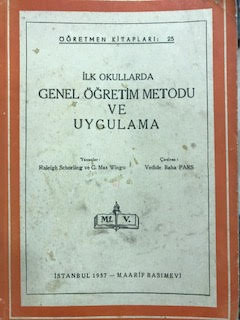 ÖĞRETMEN KİTAPLARI: 25
İLK OKULLARDA
GENEL ÖĞRETİM METODU
VE
UYGULAMA
Yazanlar
Raleigh Schorling ve G. Max Wingo
Çeviren:
Vedide Baha PARS
Mf. V.
İSTANBUL 1957 — MAARİF BASIMEVİ